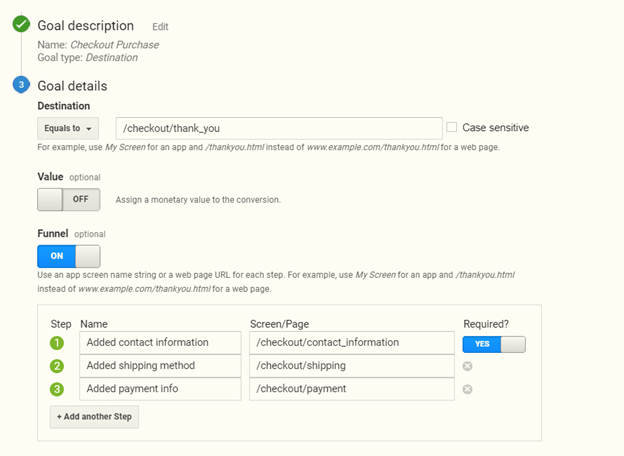 Goal description Edit
Name: Checkout Purchase
Goal type: Destination
3 Goal details
Destination
Equals to /checkout/thank_you Case sensitive
For example, use My Screen for an app and /thankyou.html instead of www.example.com/thankyou.html for a web page.
Value optional
OFF Assign a monetary value to the conversion.
Funnel optional
ON
Use an app screen name string or a web page URL for each step. For example, use My Screen for an app and /thankyou.html
instead of www.example.com/thankyou.html for a web page.
Step Name Screen/Page Required?
1 Added contact information /checkout/contact_information YES
2 Added shipping method /checkout/shipping
3 Added payment info /checkout/payment
+ Add another Step